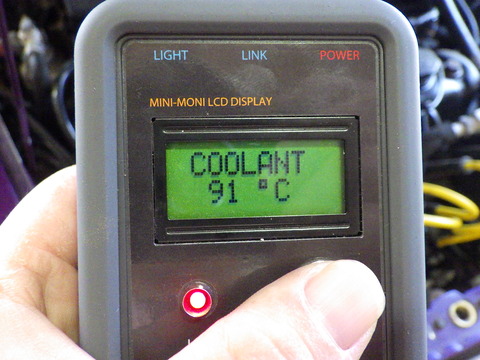 LIGHT LINK POWER
MINI-MONI LCD DISPLAY
COOLANT
91 °C